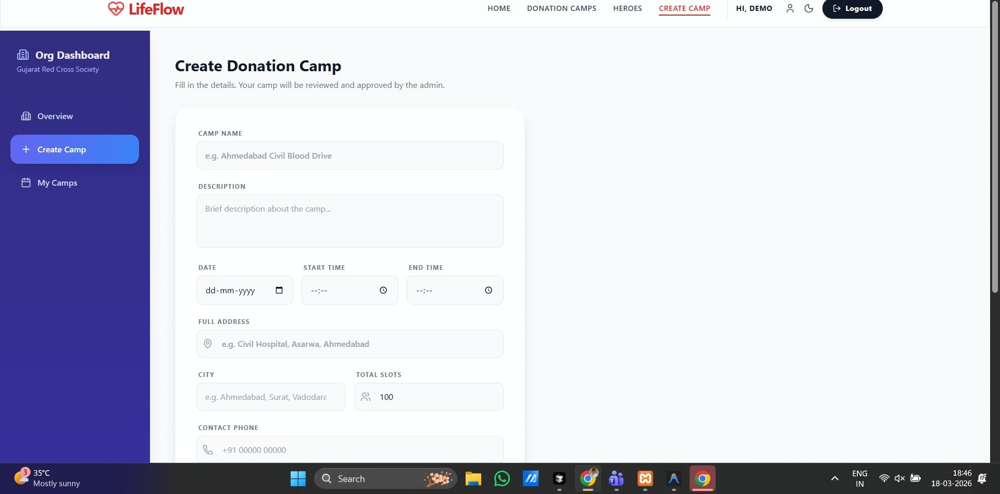 LifeFlow
HOME DONATION CAMPS HEROES CREATE CAMP HI, DEMO Logout
Org Dashboard
Gujarat Red Cross Society
Overview
Create Camp
My Camps
Create Donation Camp
Fill in the details. Your camp will be reviewed and approved by the admin.
CAMP NAME
e.g. Ahmedabad Civil Blood Drive
DESCRIPTION
Brief description about the camp...
DATE START TIME END TIME
dd-mm-yyyy --:-- --:--
FULL ADDRESS
e.g. Civil Hospital, Asarwa, Ahmedabad
CITY TOTAL SLOTS
e.g. Ahmedabad, Surat, Vadodara 100
CONTACT PHONE
+91 00000 00000
3
35°C
Mostly sunny
Search
ENG
IN
18:46
18-03-2026